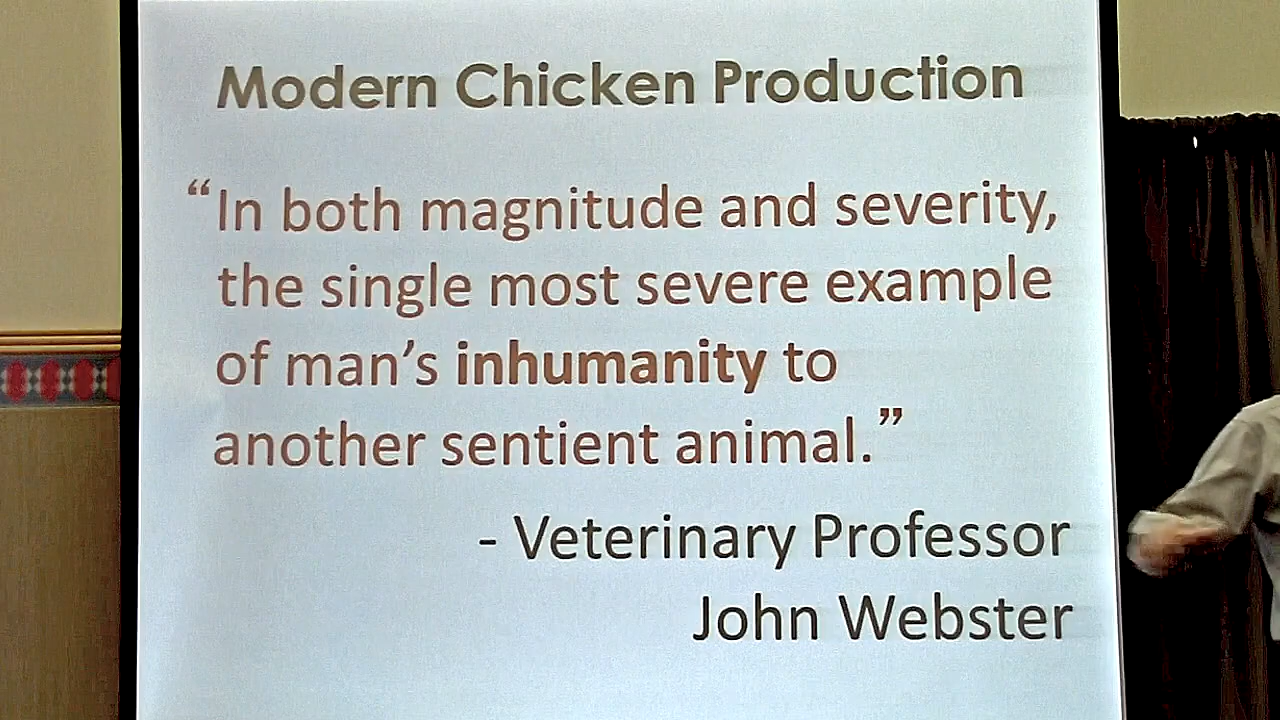 Modern Chicken Production
“In both magnitude and severity,
the single most severe example
of man’s inhumanity to
another sentient animal.”
- Veterinary Professor
John Webster